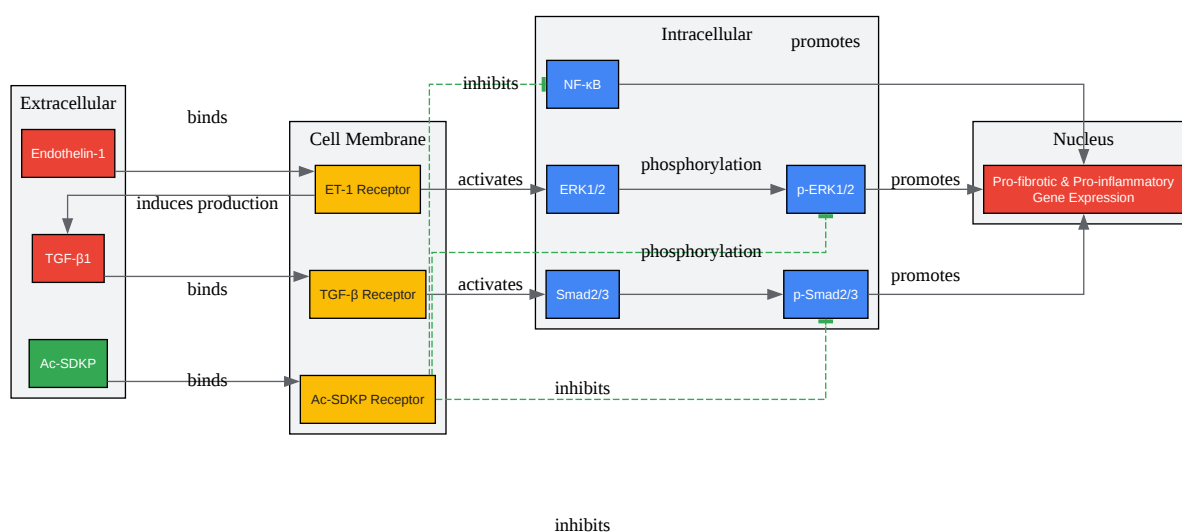 Intracellular
promotes
inhibits
NF-κB
Extracellular
binds
Cell Membrane
Nucleus
Endothelin-1
ET-1 Receptor
activates
ERK1/2
phosphorylation
p-ERK1/2
promotes
Pro-fibrotic & Pro-inflammatory
Gene Expression
induces production
TGF-β1
binds
TGF-β Receptor
activates
Smad2/3
phosphorylation
p-Smad2/3
promotes
Ac-SDKP
binds
Ac-SDKP Receptor
inhibits
inhibits